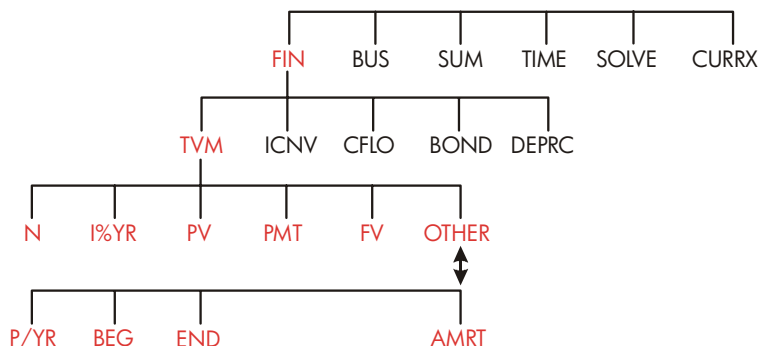 FIN BUS SUM TIME SOLVE CURRX
TVM ICNV CFLO BOND DEPRC
N I%YR PV PMT FV OTHER
P/YR BEG END AMRT